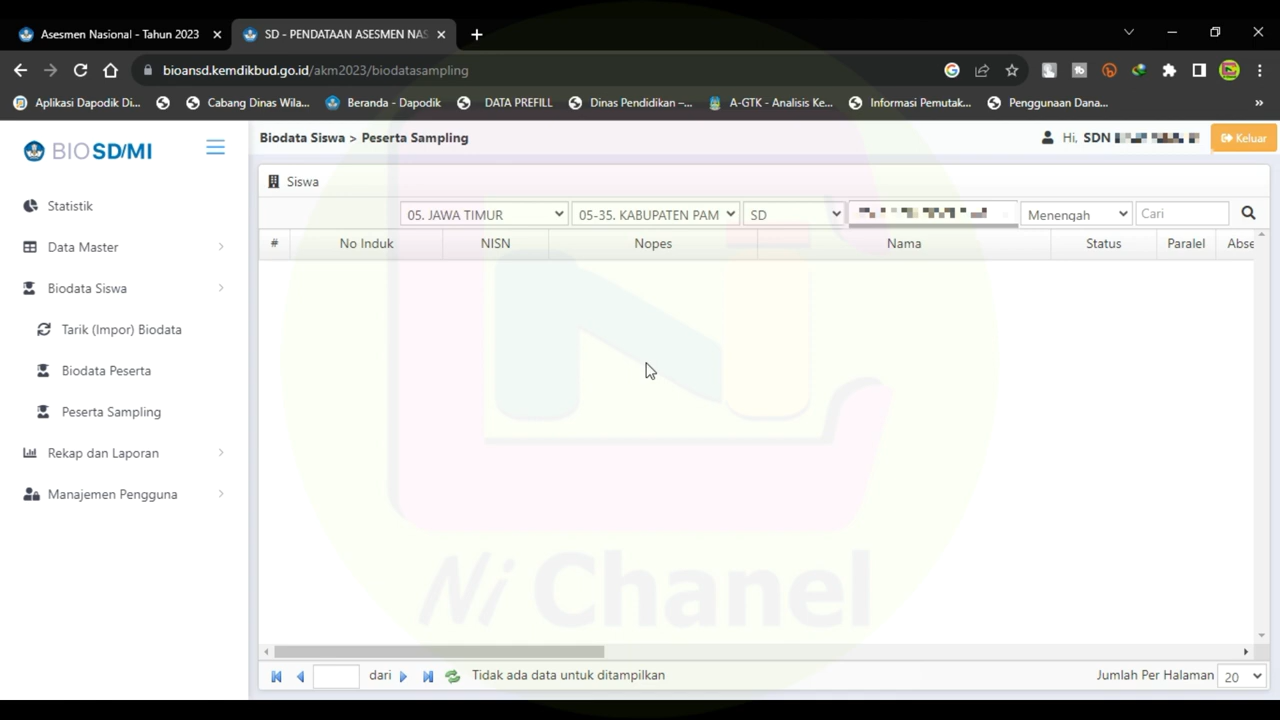 Asesmen Nasional - Tahun 2023
SD - PENDATAAN ASESMEN NAS
bioansd.kemdikbud.go.id/akm2023/biodatasampling
Aplikasi Dapodik Di...
Cabang Dinas Wila...
Beranda - Dapodik
DATA PREFILL
Dinas Pendidikan –...
A-GTK - Analisis Ke...
Informasi Pemutak...
Penggunaan Dana...
»
BIOSD/MI
Biodata Siswa > Peserta Sampling
Hi, SDN
Keluar
Statistik
Data Master
Biodata Siswa
Tarik (Impor) Biodata
Biodata Peserta
Peserta Sampling
Rekap dan Laporan
Manajemen Pengguna
Siswa
05. JAWA TIMUR
05-35. KABUPATEN PAM
SD
Menengah
Cari
# No Induk NISN Nopes Nama Status Paralel Abse
Ni Chanel
dari
Tidak ada data untuk ditampilkan
Jumlah Per Halaman 20